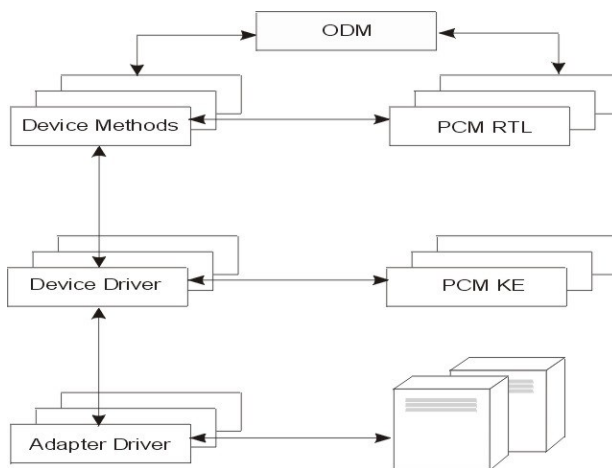 ODM
Device Methods
PCM RTL
Device Driver
PCM KE
Adapter Driver